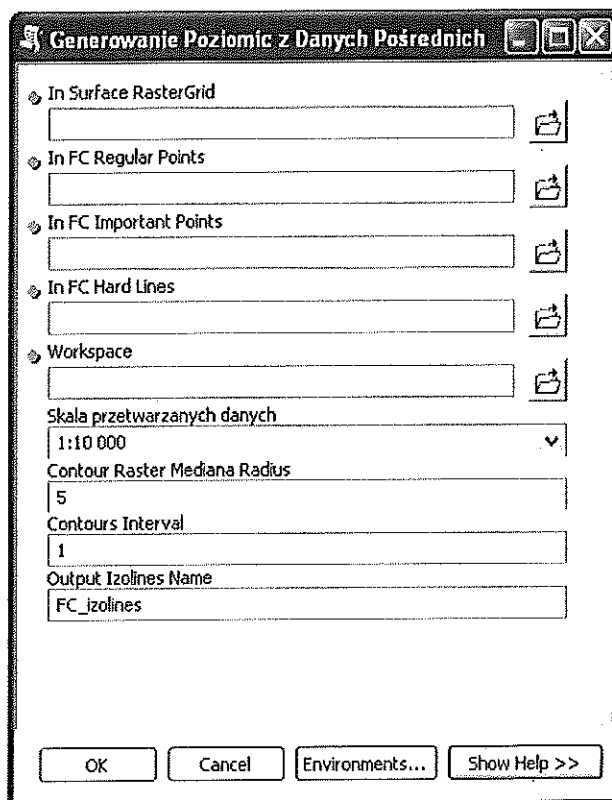 Generowanie Poziomic z Danych Pośrednich
In Surface RasterGrid
In FC Regular Points
In FC Important Points
In FC Hard Lines
Workspace
Skala przetwarzanych danych
1:10 000
Contour Raster Mediana Radius
5
Contours Interval
1
Output Izolines Name
FC_izolines
OK Cancel Environments... Show Help >>